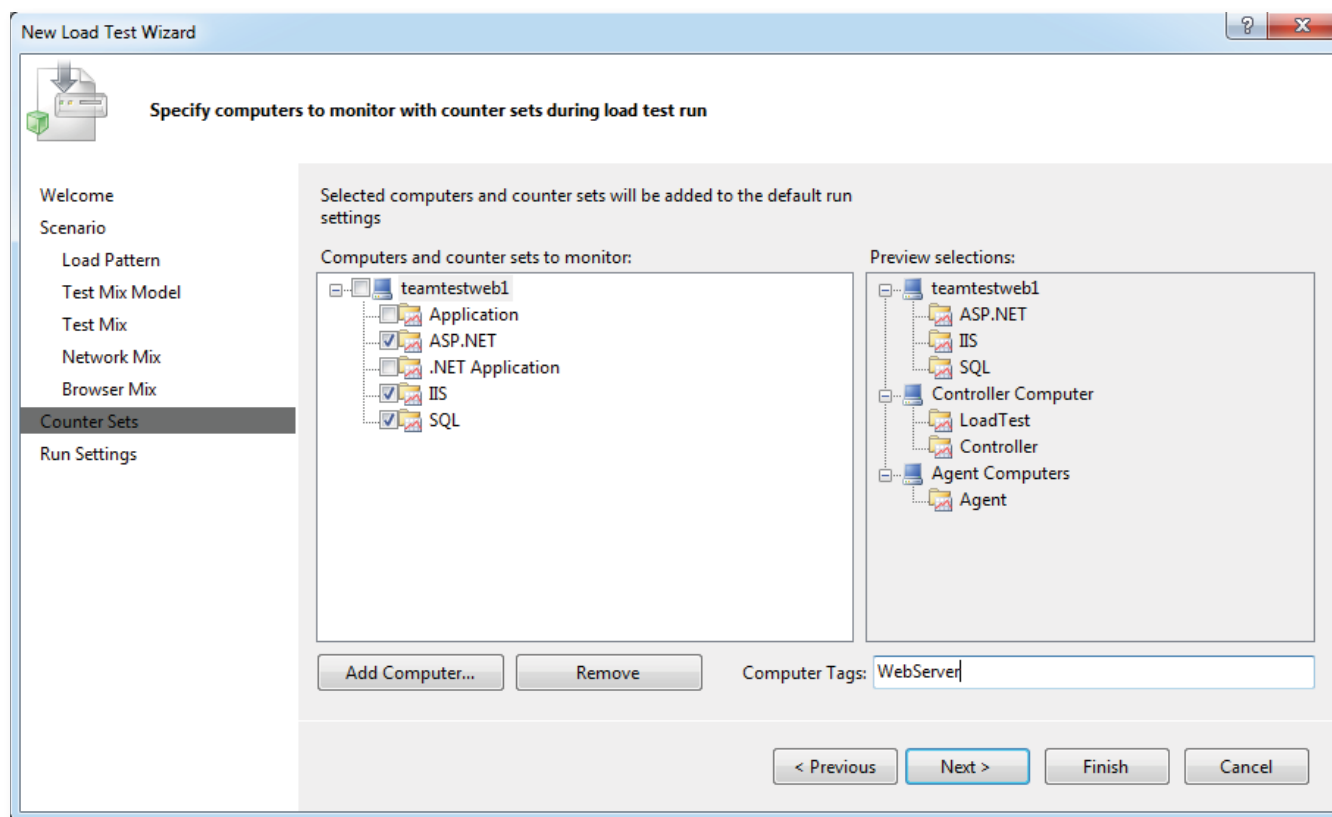 New Load Test Wizard
Specify computers to monitor with counter sets during load test run
Welcome
Scenario
Load Pattern
Test Mix Model
Test Mix
Network Mix
Browser Mix
Counter Sets
Run Settings
Selected computers and counter sets will be added to the default run
settings
Computers and counter sets to monitor:
teamtestweb1
Application
ASP.NET
.NET Application
IIS
SQL
Preview selections:
teamtestweb1
ASP.NET
IIS
SQL
Controller Computer
LoadTest
Controller
Agent Computers
Agent
Add Computer... Remove Computer Tags: WebServer
< Previous Next > Finish Cancel